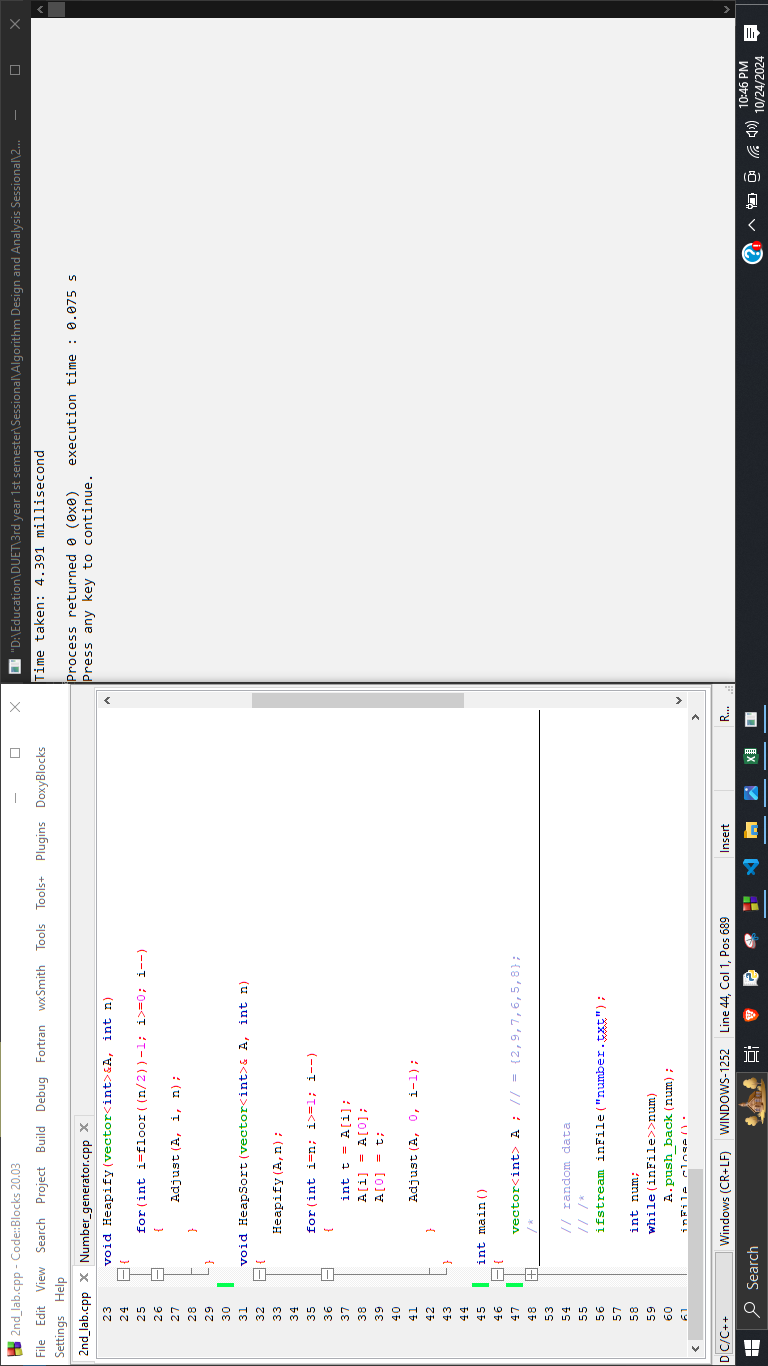 2nd_lab.cpp - Code::Blocks 20.03
File Edit View Search Project Build Debug Fortran wxSmith Tools Tools+ Plugins DoxyBlocks
Settings Help
2nd_lab.cpp X Number_generator.cpp X
23 void Heapify(vector<int>&A, int n)
24 {
25 for(int i=floor((n/2))-1; i>=0; i--)
26 {
27 Adjust(A, i, n);
28 }
29 }
30
31 void HeapSort(vector<int>& A, int n)
32 {
33 Heapify(A,n);
34
35 for(int i=n; i>=1; i--)
36 {
37 int t = A[i];
38 A[i] = A[0];
39 A[0] = t;
40
41 Adjust(A, 0, i-1);
42 }
43 }
44
45 int main()
46 {
47 vector<int> A ; // = {2,9,7,6,5,8};
48 /*
53
54 // random data
55 // /*
56 ifstream inFile("number.txt");
57
58 int num;
59 while(inFile>>num)
60 A.push_back(num);
61 inFile.close();
D C/C++ Windows (CR+LF) WINDOWS-1252 Line 44, Col 1, Pos 689 Insert R...
"D:\Education\DUET\3rd year 1st semester\Sessional\Algorithm Design and Analysis Sessional\2...
Time taken: 4.391 millisecond
Process returned 0 (0x0) execution time : 0.075 s
Press any key to continue.
Search
10:46 PM
10/24/2024